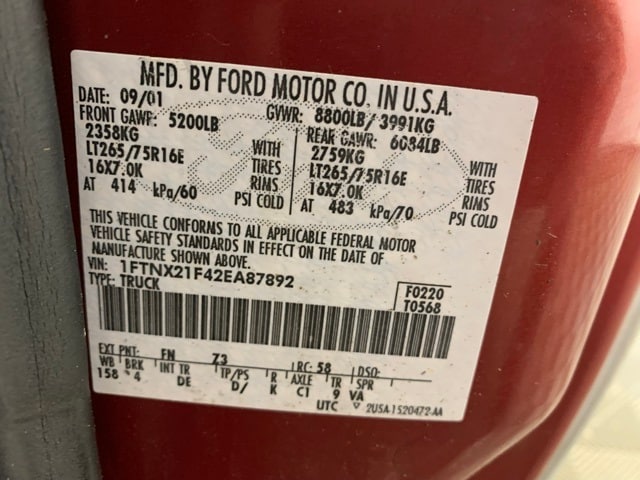 MFD. BY FORD MOTOR CO. IN U.S.A.
DATE: 09/01 GVWR: 8800LB/ 3991KG
FRONT GAWR: 5200LB REAR GAWR: 6084LB
2358KG WITH 2759KG WITH
LT265/75R16E TIRES LT265/75R16E TIRES
16X7.0K RIMS 16X7.0K RIMS
AT 414 kPa/60 PSI COLD AT 483 kPa/70 PSI COLD
THIS VEHICLE CONFORMS TO ALL APPLICABLE FEDERAL MOTOR
VEHICLE SAFETY STANDARDS IN EFFECT ON THE DATE OF
MANUFACTURE SHOWN ABOVE.
VIN: 1FTNX21F42EA87892
TYPE: TRUCK
F0220
T0568
EXT PNT: FN Z3 RC: 58 DSO:
WB BRK INT TR TP/PS R AXLE TR SPR
158 4 DE D/ K C1 9 VA
UTC ▽ 2USA-1520472-AA